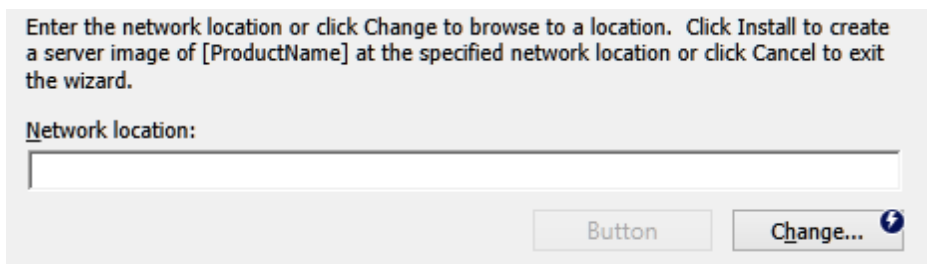 Enter the network location or click Change to browse to a location.  Click Install to create
a server image of [ProductName] at the specified network location or click Cancel to exit
the wizard.
Network location:
Button
Change...